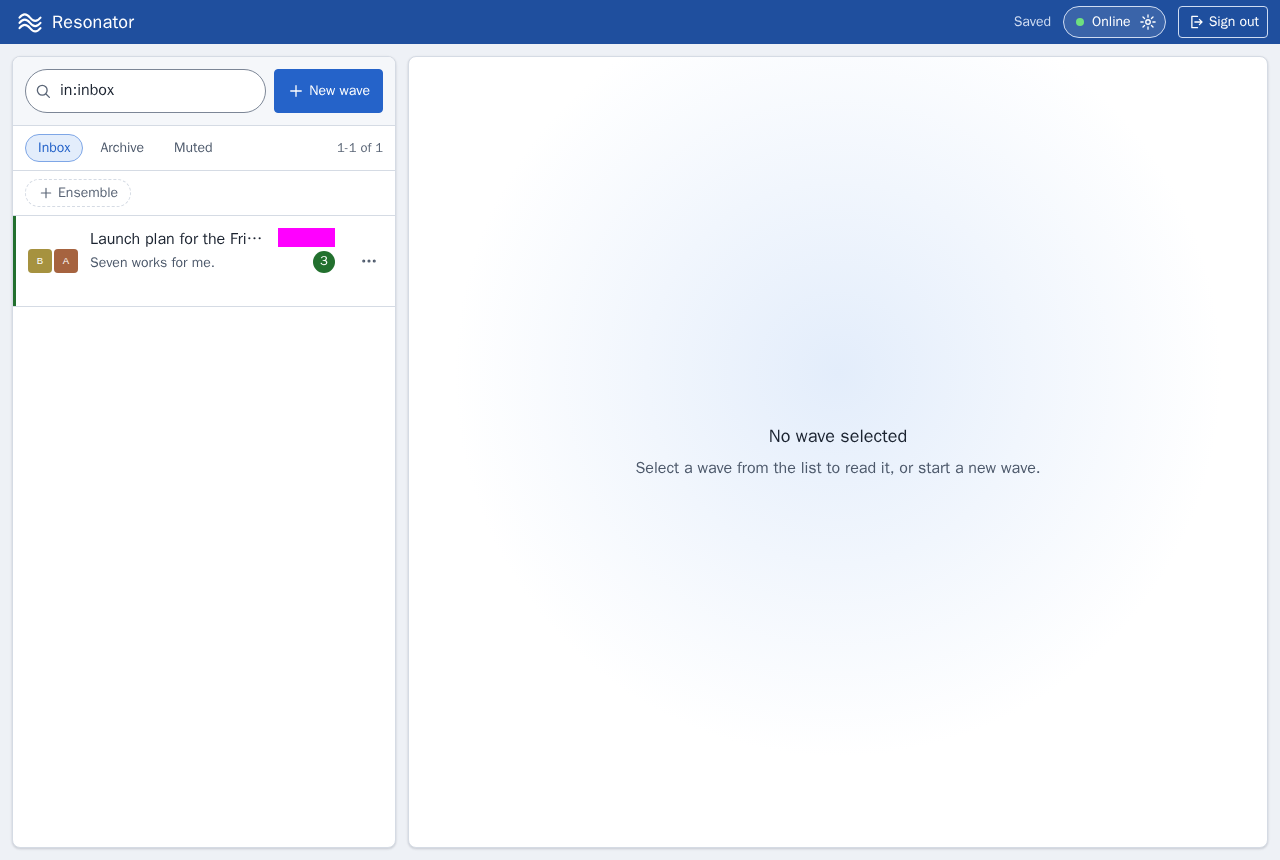 Resonator
Saved
Online
Sign out
in:inbox
New wave
Inbox
Archive
Muted
1-1 of 1
Ensemble
B
A
Launch plan for the Fri···
Seven works for me.
3
No wave selected
Select a wave from the list to read it, or start a new wave.